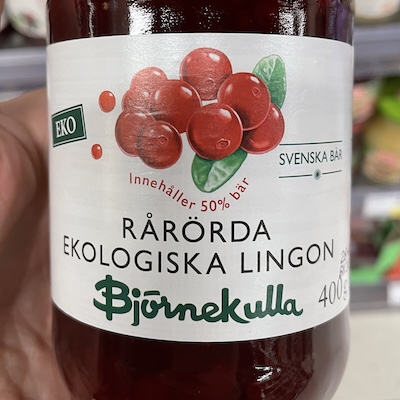 EKO
SVENSKA BÄR
Innehåller 50% bär
RÅRÖRDA
EKOLOGISKA LINGON
Björnekulla
400g